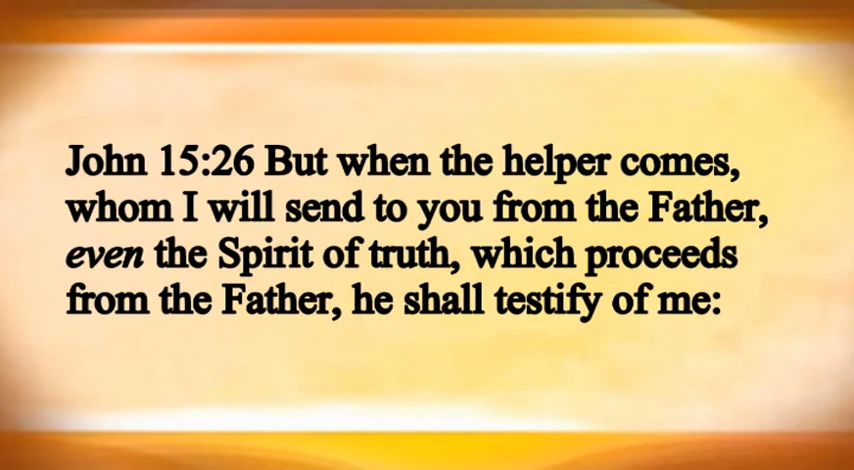 John 15:26 But when the helper comes,
whom I will send to you from the Father,
even the Spirit of truth, which proceeds
from the Father, he shall testify of me: